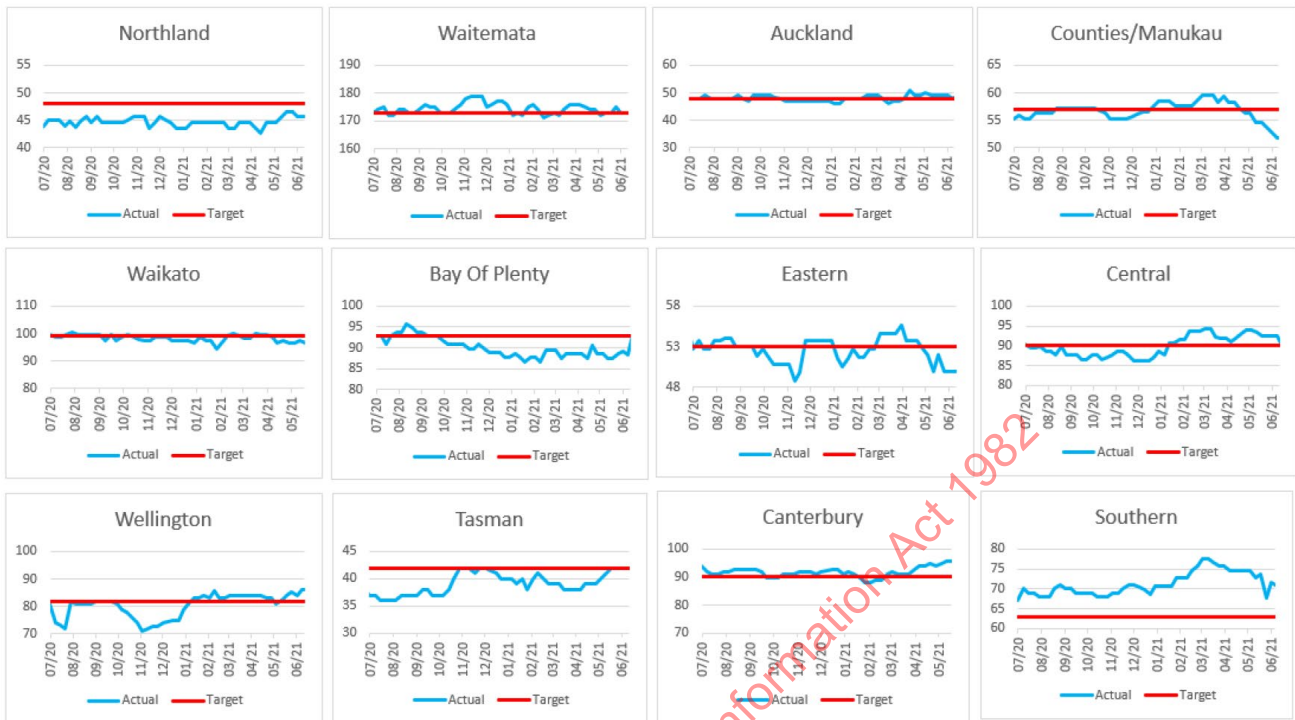 Northland
55
50
45
40
07/20 08/20 09/20 10/20 11/20 12/20 01/21 02/21 03/21 04/21 05/21 06/21
Actual Target
Waitemata
190
180
170
160
07/20 08/20 09/20 10/20 11/20 12/20 01/21 02/21 03/21 04/21 05/21 06/21
Actual Target
Auckland
60
50
40
30
07/20 08/20 09/20 10/20 11/20 12/20 01/21 02/21 03/21 04/21 05/21 06/21
Actual Target
Counties/Manukau
65
60
55
50
07/20 08/20 09/20 10/20 11/20 12/20 01/21 02/21 03/21 04/21 05/21 06/21
Actual Target
Waikato
110
100
90
80
07/20 08/20 09/20 10/20 11/20 12/20 01/21 02/21 03/21 04/21 05/21
Actual Target
Bay Of Plenty
100
95
90
85
80
07/20 08/20 09/20 10/20 11/20 12/20 01/21 02/21 03/21 04/21 05/21 06/21
Actual Target
Eastern
58
53
48
07/20 08/20 09/20 10/20 11/20 12/20 01/21 02/21 03/21 04/21 05/21 06/21
Actual Target
Central
100
95
90
85
80
07/20 08/20 09/20 10/20 11/20 12/20 01/21 02/21 03/21 04/21 05/21 06/21
Actual Target
Wellington
100
90
80
70
07/20 08/20 09/20 10/20 11/20 12/20 01/21 02/21 03/21 04/21 05/21 06/21
Actual Target
Tasman
45
40
35
30
07/20 08/20 09/20 10/20 11/20 12/20 01/21 02/21 03/21 04/21 05/21 06/21
Actual Target
Canterbury
100
90
80
70
07/20 08/20 09/20 10/20 11/20 12/20 01/21 02/21 03/21 04/21 05/21
Actual Target
Southern
80
75
70
65
60
07/20 08/20 09/20 10/20 11/20 12/20 01/21 02/21 03/21 04/21 05/21 06/21
Actual Target
nformation Act 1982